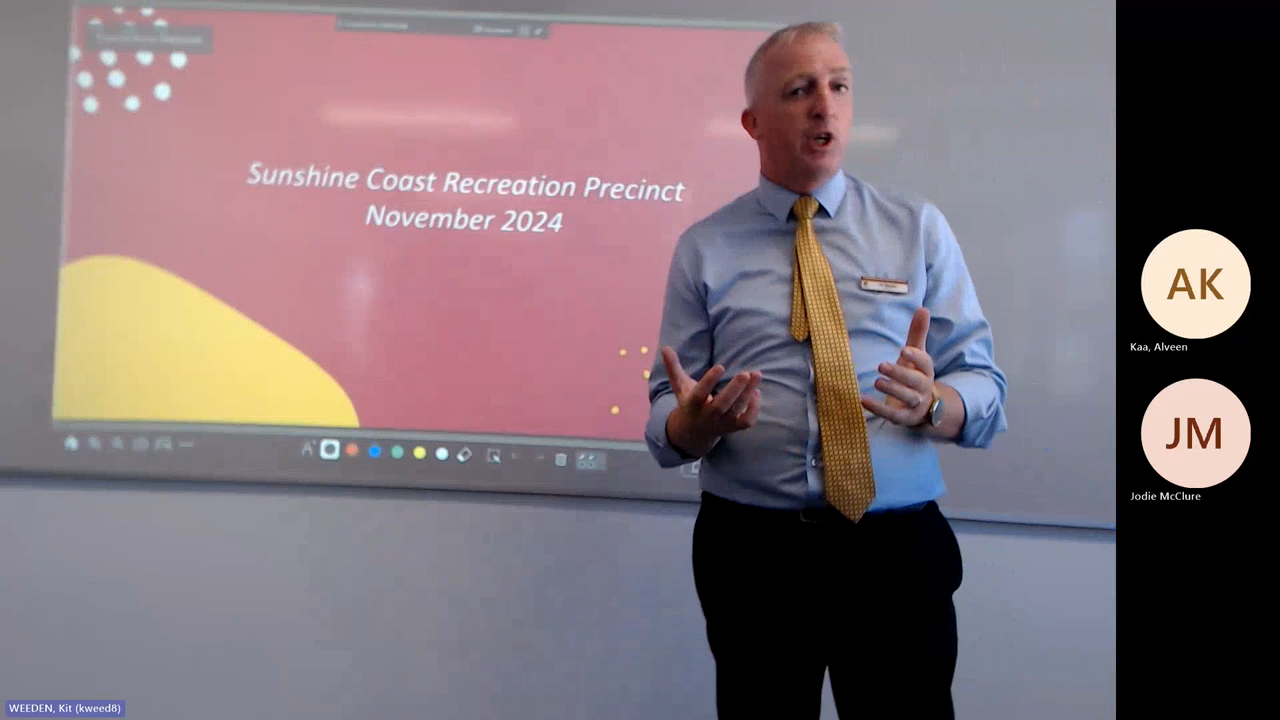 Sunshine Coast Recreation Precinct
November 2024
AK
Kaa, Alveen
JM
Jodie McClure
WEEDEN, Kit (kweed8)